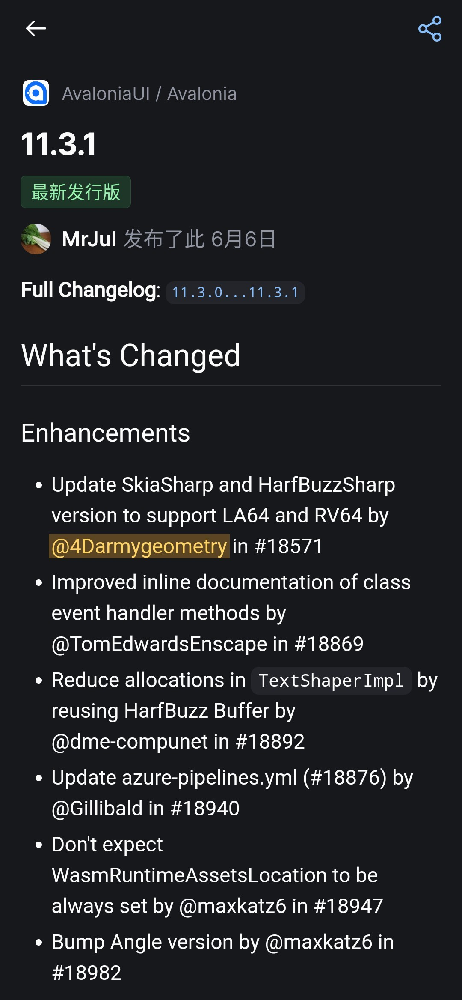 AvaloniaUI / Avalonia
11.3.1
最新发行版
MrJul 发布了此 6月6日
Full Changelog: 11.3.0...11.3.1
What's Changed
Enhancements
• Update SkiaSharp and HarfBuzzSharp
version to support LA64 and RV64 by
@4Darmygeometry in #18571
• Improved inline documentation of class
event handler methods by
@TomEdwardsEnscape in #18869
• Reduce allocations in TextShaperImpl by
reusing HarfBuzz Buffer by
@dme-compunet in #18892
• Update azure-pipelines.yml (#18876) by
@Gillibald in #18940
• Don't expect
WasmRuntimeAssetsLocation to be
always set by @maxkatz6 in #18947
• Bump Angle version by @maxkatz6 in
#18982